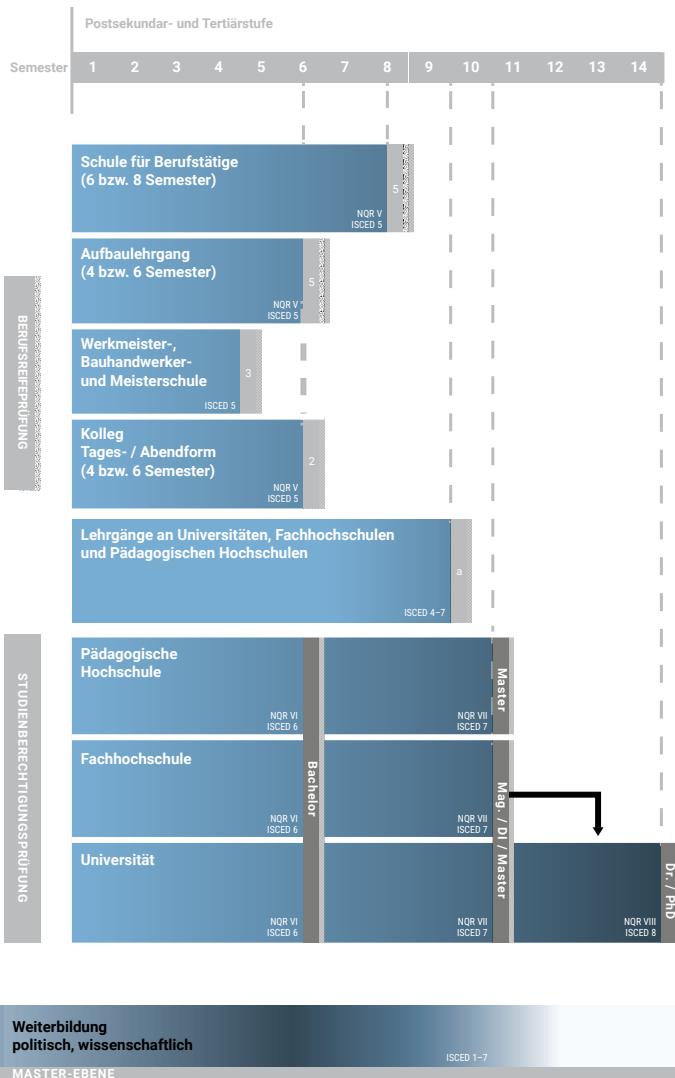 Postsekundar- und Tertiärstufe
Semester 1 2 3 4 5 6 7 8 9 10 11 12 13 14
Schule für Berufstätige
(6 bzw. 8 Semester)
5
NQR V
ISCED 5
Aufbaulehrgang
(4 bzw. 6 Semester)
5
NQR V
ISCED 5
BERUFSREIFEPRÜFUNG
Werkmeister-,
Bauhandwerker-
und Meisterschule
3
ISCED 5
Kolleg
Tages- / Abendform
(4 bzw. 6 Semester)
2
NQR V
ISCED 5
Lehrgänge an Universitäten, Fachhochschulen
und Pädagogischen Hochschulen
a
ISCED 4–7
STUDIENBERECHTIGUNGSPRÜFUNG
Pädagogische
Hochschule
NQR VI
ISCED 6
NQR VII
ISCED 7
Master
Fachhochschule
NQR VI
ISCED 6
Bachelor
NQR VII
ISCED 7
Mag. / DI / Master
Universität
NQR VI
ISCED 6
NQR VII
ISCED 7
NQR VIII
ISCED 8
Dr. / PhD
Weiterbildung
politisch, wissenschaftlich
ISCED 1–7
MASTER-EBENE